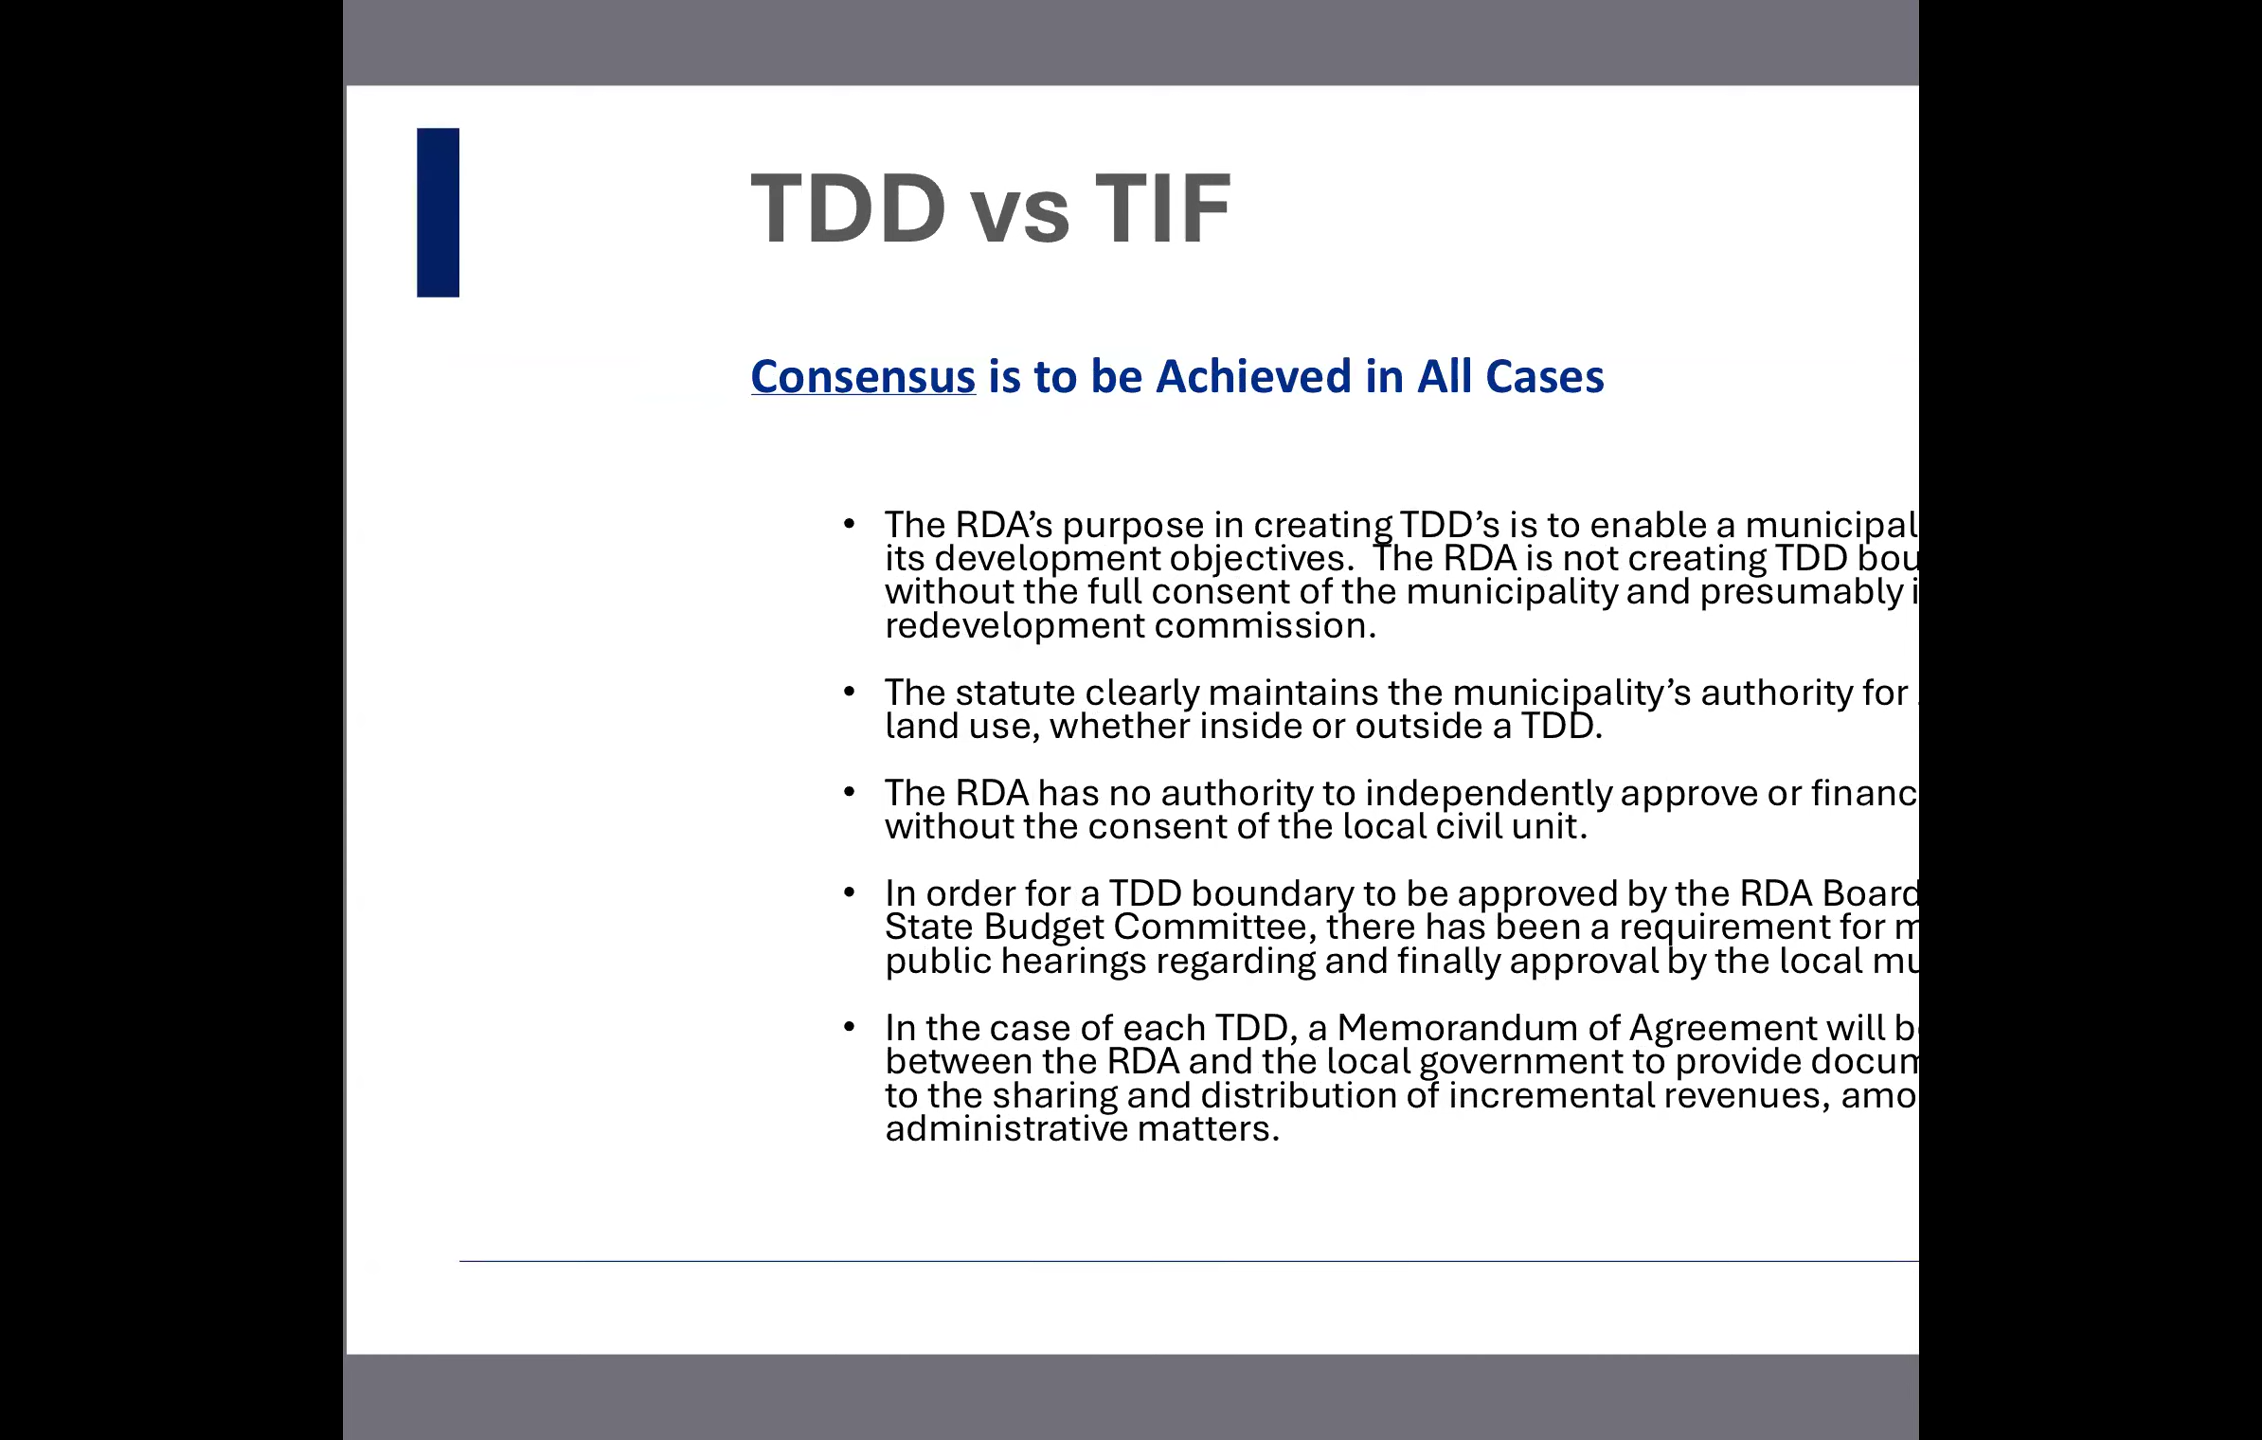 TDD vs TIF
Consensus is to be Achieved in All Cases
• The RDA’s purpose in creating TDD’s is to enable a municipal
its development objectives.  The RDA is not creating TDD bou
without the full consent of the municipality and presumably i
redevelopment commission.
• The statute clearly maintains the municipality’s authority for
land use, whether inside or outside a TDD.
• The RDA has no authority to independently approve or financ
without the consent of the local civil unit.
• In order for a TDD boundary to be approved by the RDA Board
State Budget Committee, there has been a requirement for m
public hearings regarding and finally approval by the local mu
• In the case of each TDD, a Memorandum of Agreement will b
between the RDA and the local government to provide docum
to the sharing and distribution of incremental revenues, amo
administrative matters.